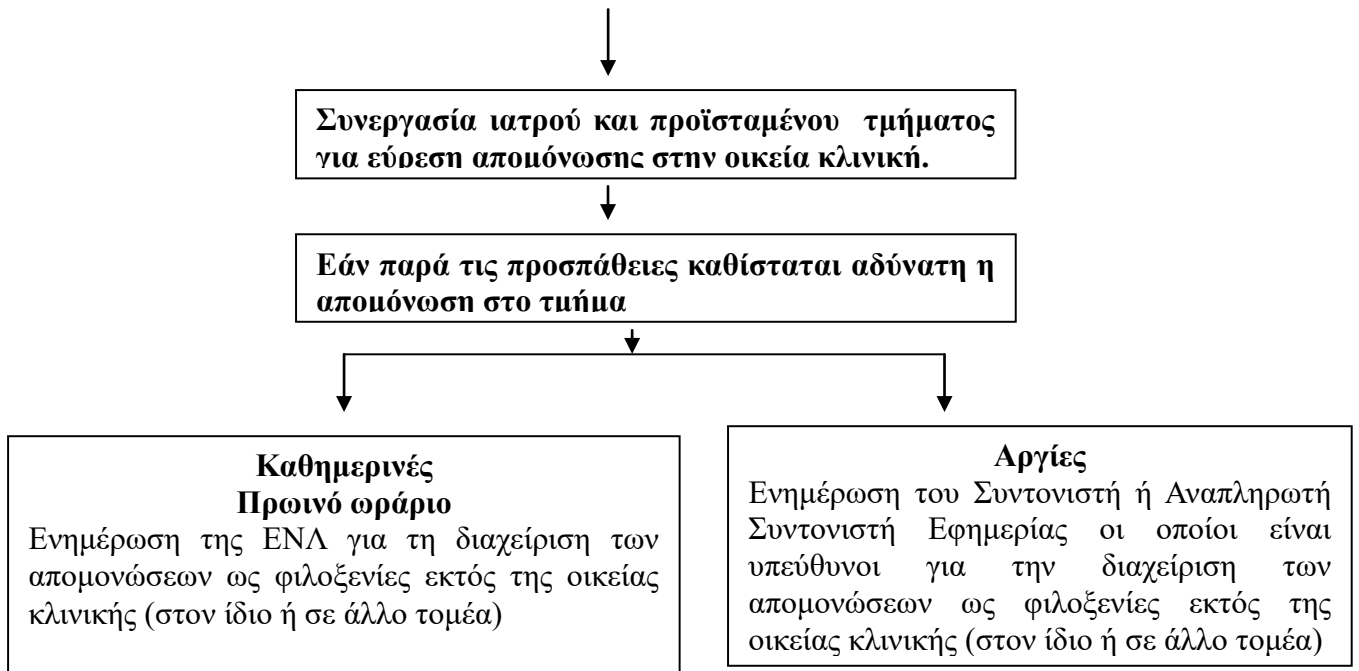 Συνεργασία ιατρού και προϊσταμένου τμήματος
για εύρεση απομόνωσης στην οικεία κλινική.
Εάν παρά τις προσπάθειες καθίσταται αδύνατη η
απομόνωση στο τμήμα
Καθημερινές
Πρωινό ωράριο
Ενημέρωση της ΕΝΛ για τη διαχείριση των
απομονώσεων ως φιλοξενίες εκτός της οικείας
κλινικής (στον ίδιο ή σε άλλο τομέα)
Αργίες
Ενημέρωση του Συντονιστή ή Αναπληρωτή
Συντονιστή Εφημερίας οι οποίοι είναι
υπεύθυνοι για την διαχείριση των
απομονώσεων ως φιλοξενίες εκτός της
οικείας κλινικής (στον ίδιο ή σε άλλο τομέα)